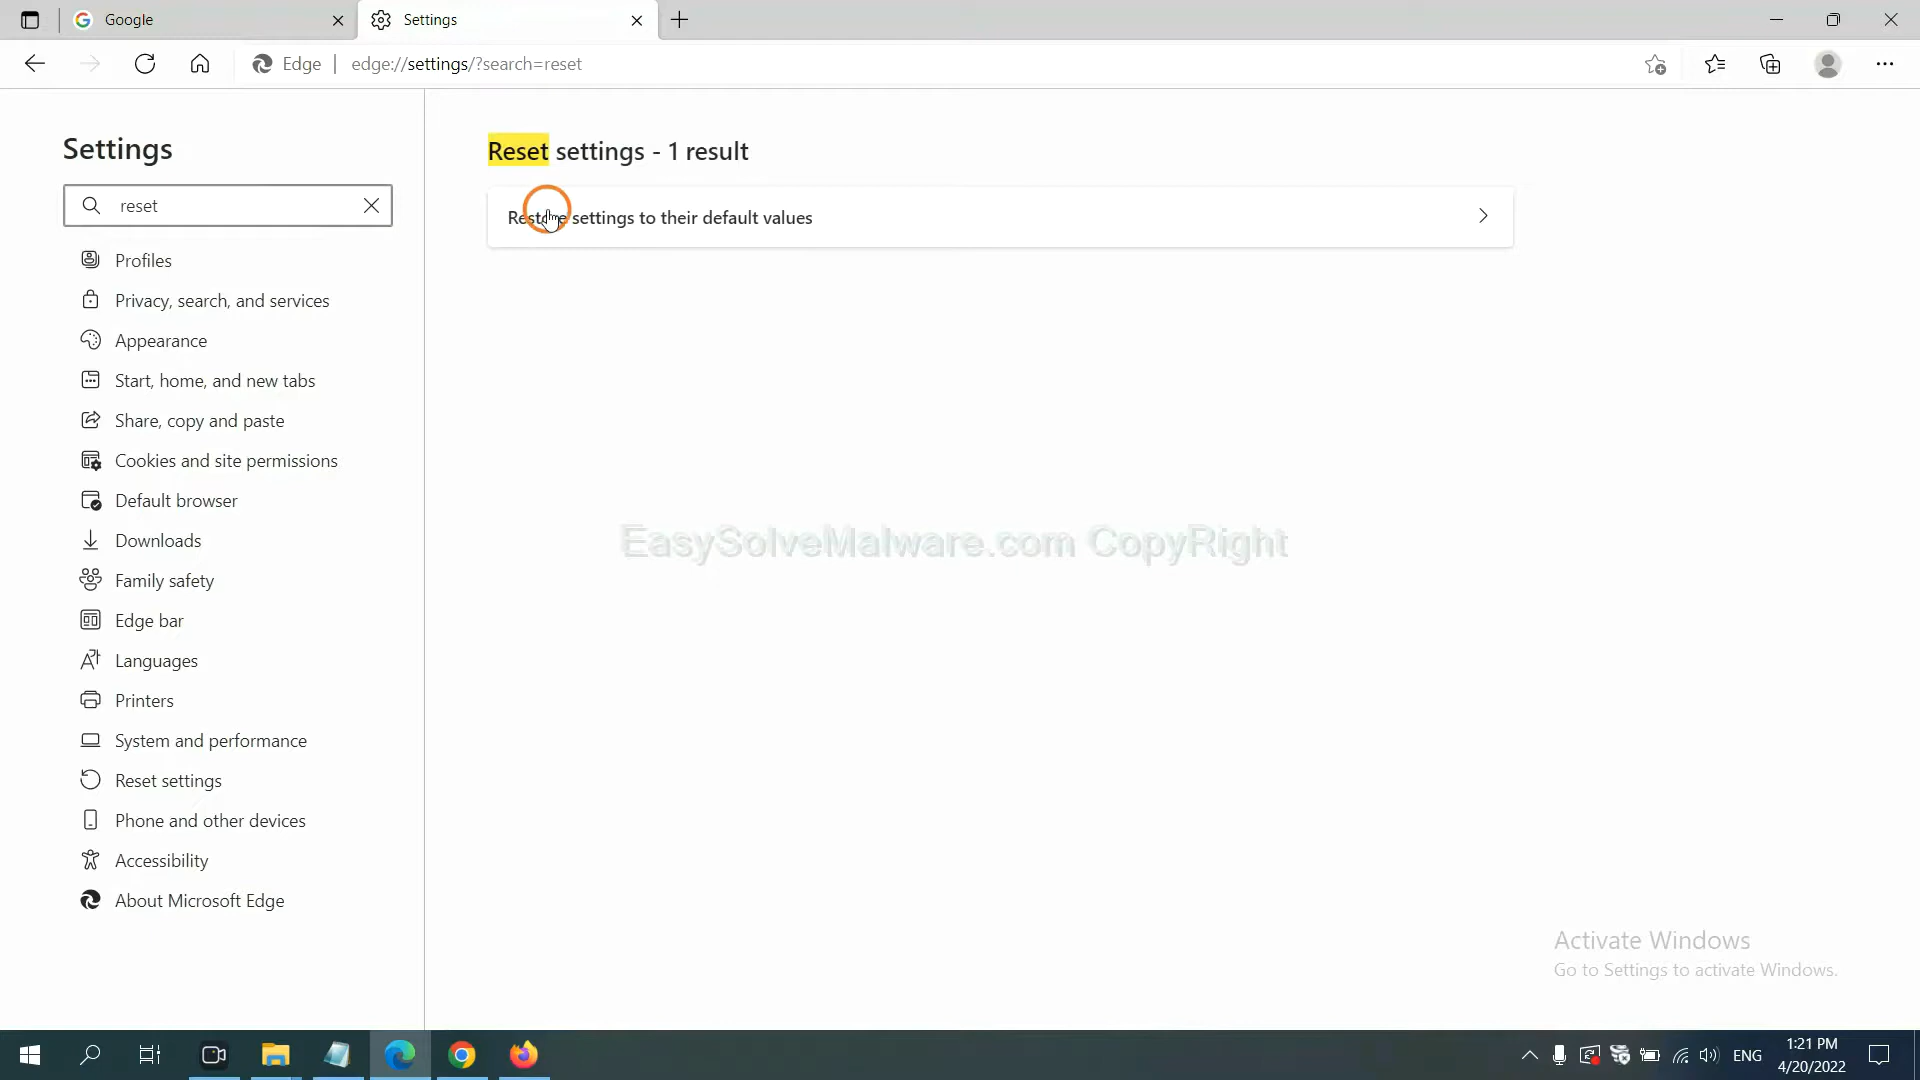 Google
Settings
Edge
edge://settings/?search=reset
Settings
reset
Profiles
Privacy, search, and services
Appearance
Start, home, and new tabs
Share, copy and paste
Cookies and site permissions
Default browser
Downloads
Family safety
Edge bar
Languages
Printers
System and performance
Reset settings
Phone and other devices
Accessibility
About Microsoft Edge
Reset settings - 1 result
Restore settings to their default values
EasySolveMalware.com CopyRight
Activate Windows
Go to Settings to activate Windows.
ENG
1:21 PM
4/20/2022